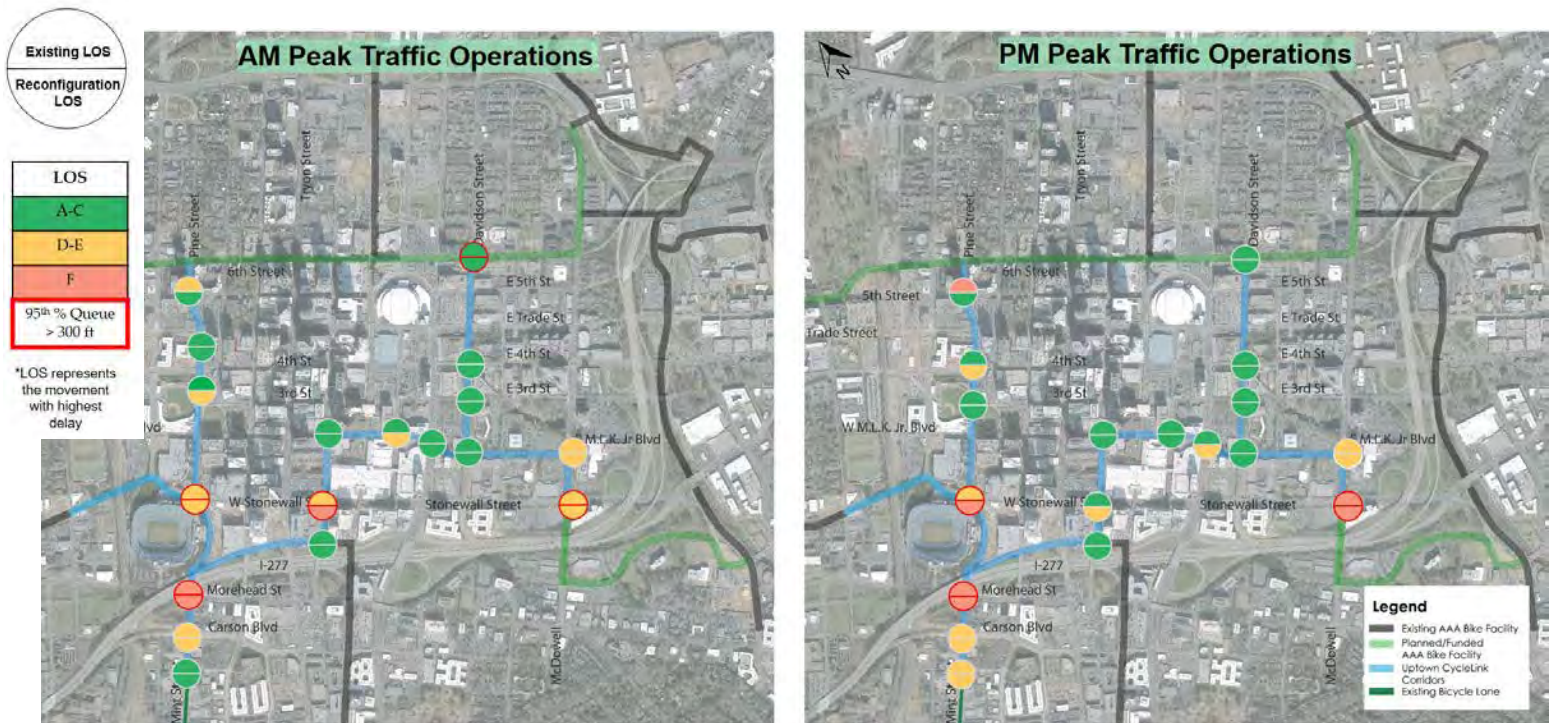 Existing LOS
Reconfiguration
LOS
LOS
A-C
D-E
F
95th % Queue
> 300 ft
*LOS represents
the movement
with highest
delay
AM Peak Traffic Operations
Tryon Street
Pine Street
Davidson Street
6th Street
E 5th St
E Trade St
4th St
E 4th St
3rd St
E 3rd St
lvd
M.L.K. Jr Blvd
W Stonewall S
Stonewall Street
I-277
Morehead St
Carson Blvd
Mint St
McDowell
PM Peak Traffic Operations
N
Tryon Street
Pine Street
Davidson Street
6th Street
5th Street
E 5th St
Trade Street
E Trade St
4th St
E 4th St
3rd St
E 3rd St
W M.L.K. Jr. Blvd
M.L.K. Jr Blvd
W Stonewall S
Stonewall Street
I-277
Morehead St
Carson Blvd
Mint St
McDowell
Legend
Existing AAA Bike Facility
Planned/Funded
AAA Bike Facility
Uptown CycleLink
Corridors
Existing Bicycle Lane